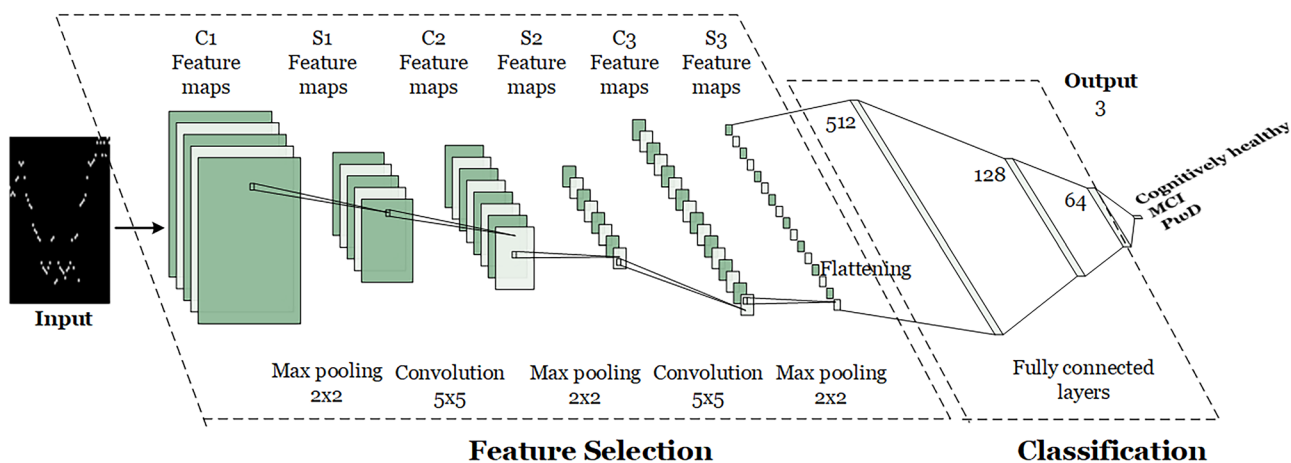 C1
Feature
maps
S1
Feature
maps
C2
Feature
maps
S2
Feature
maps
C3
Feature
maps
S3
Feature
maps
Input
Max pooling
2x2
Convolution
5x5
Max pooling
2x2
Convolution
5x5
Max pooling
2x2
Flattening
Feature Selection
512
128
64
Output
3
Cognitively healthy
MCI
PwD
Fully connected
layers
Classification